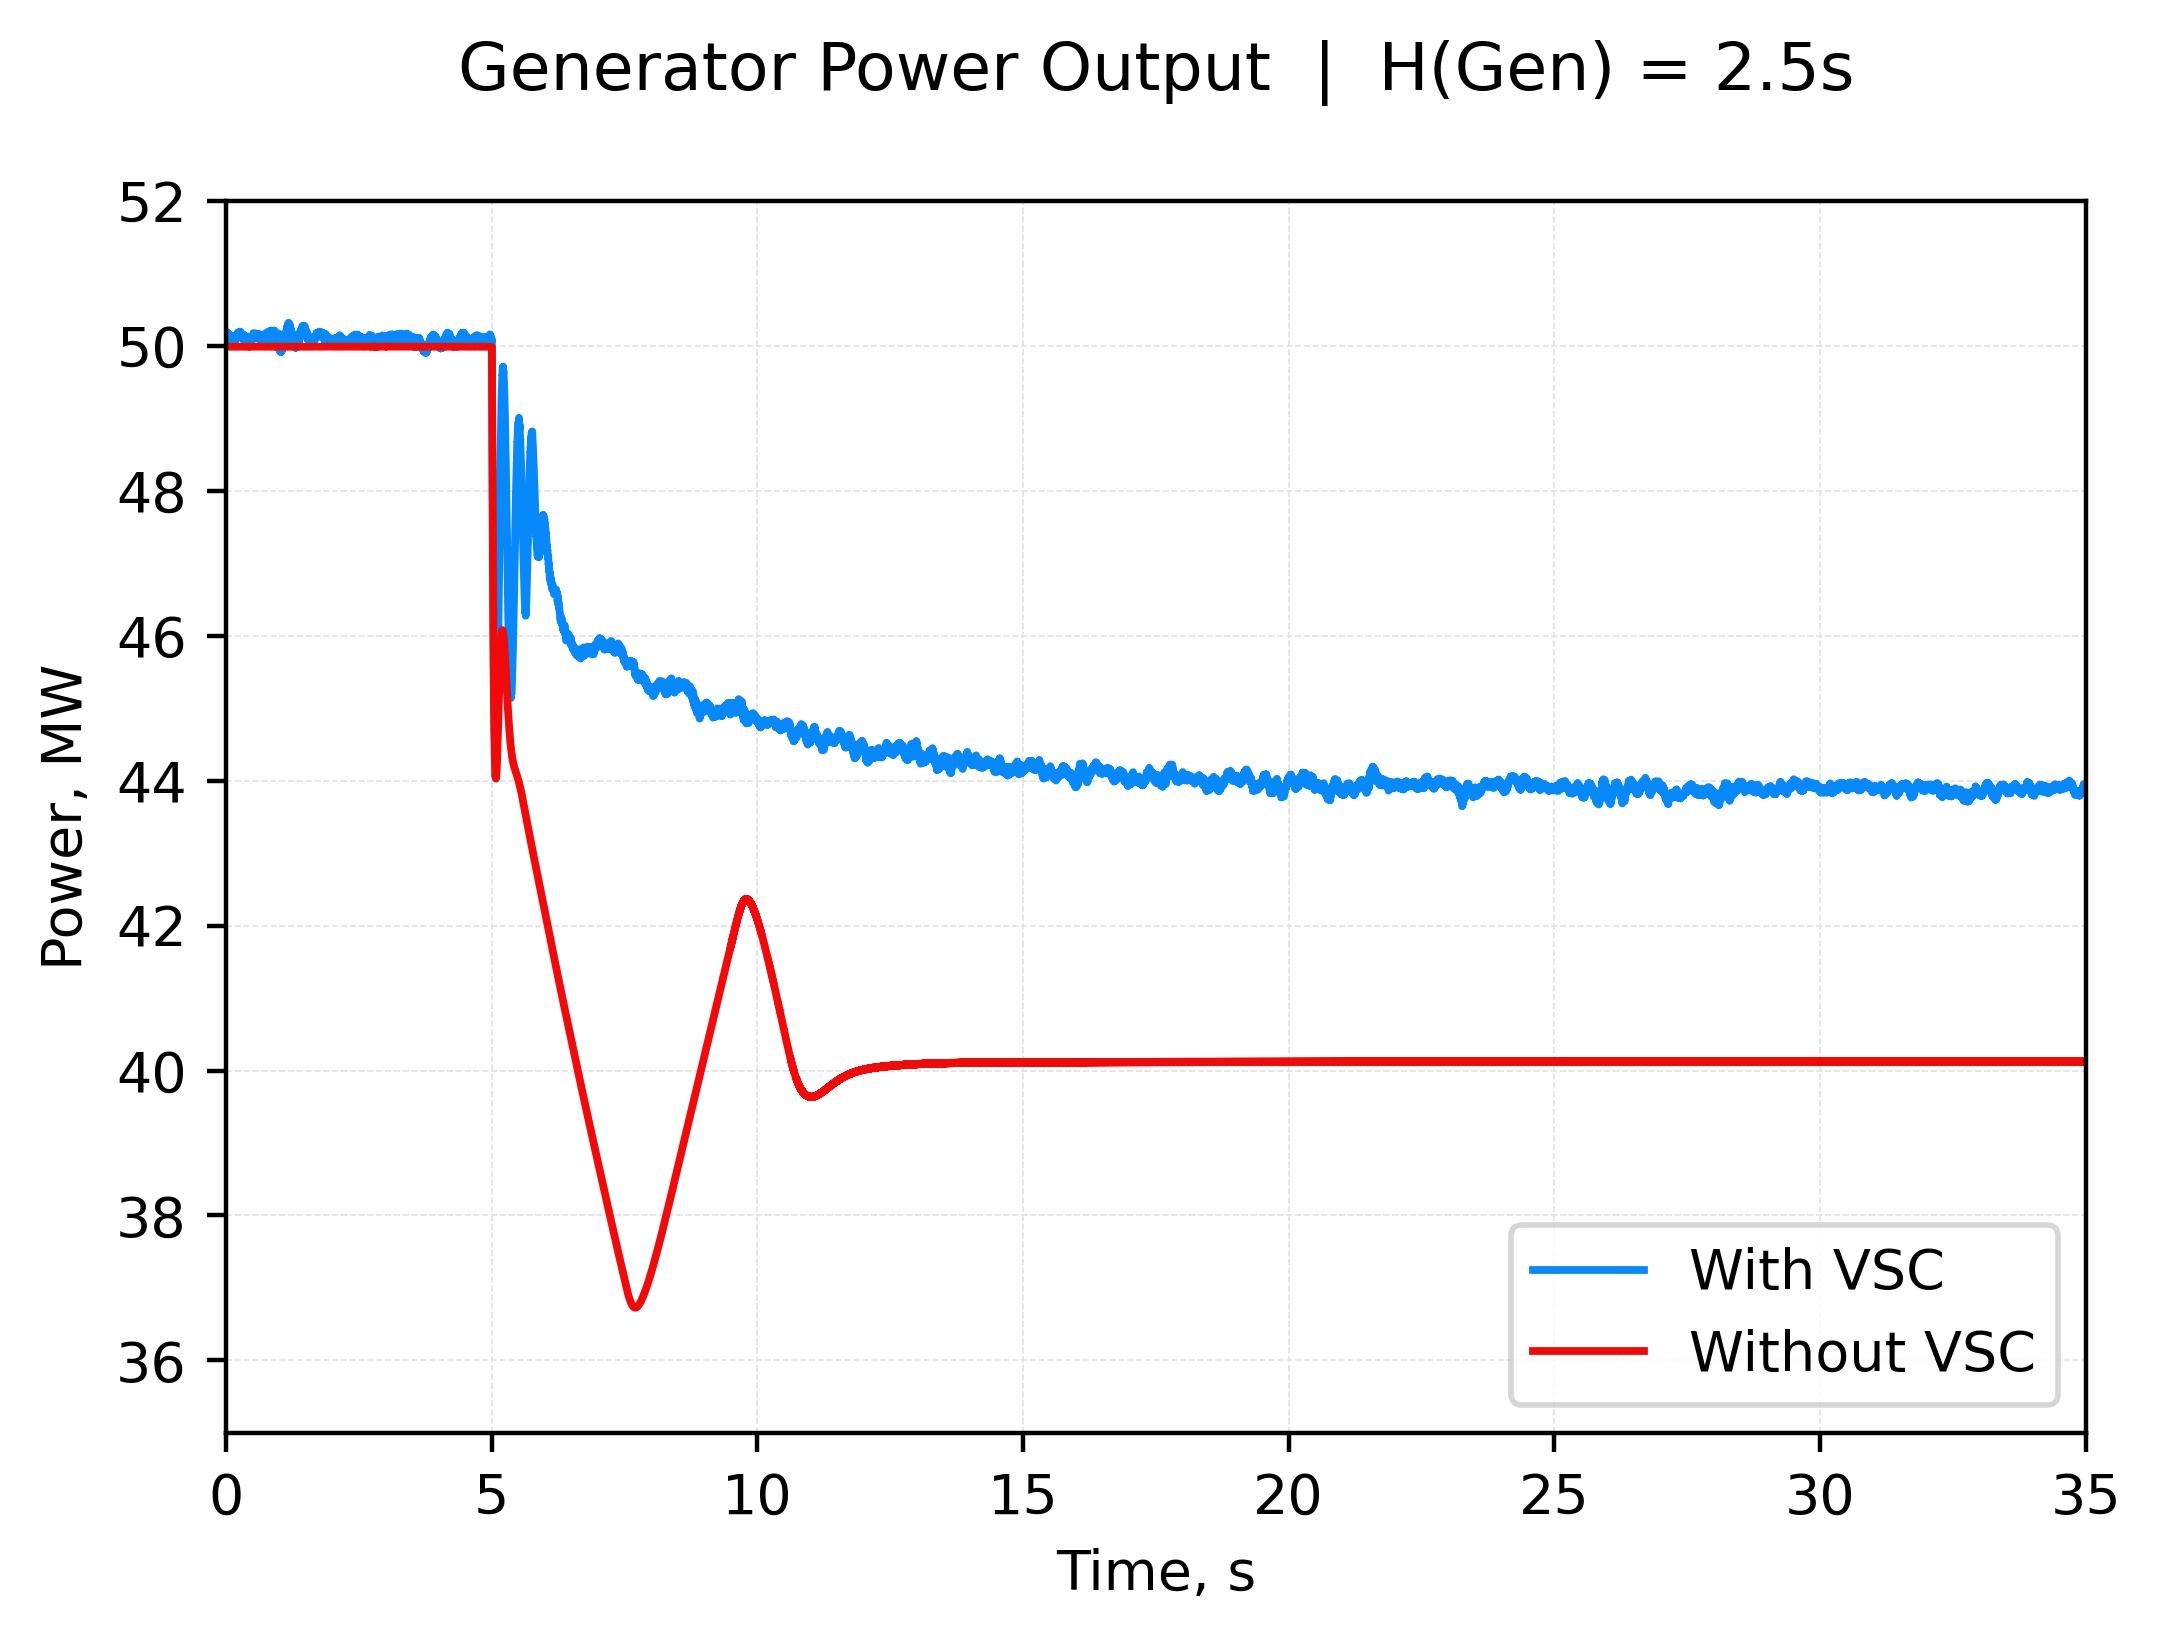 Generator Power Output | H(Gen) = 2.5s
52
50
48
46
44
42
40
38
36
Power, MW
With VSC
Without VSC
0 5 10 15 20 25 30 35
Time, s